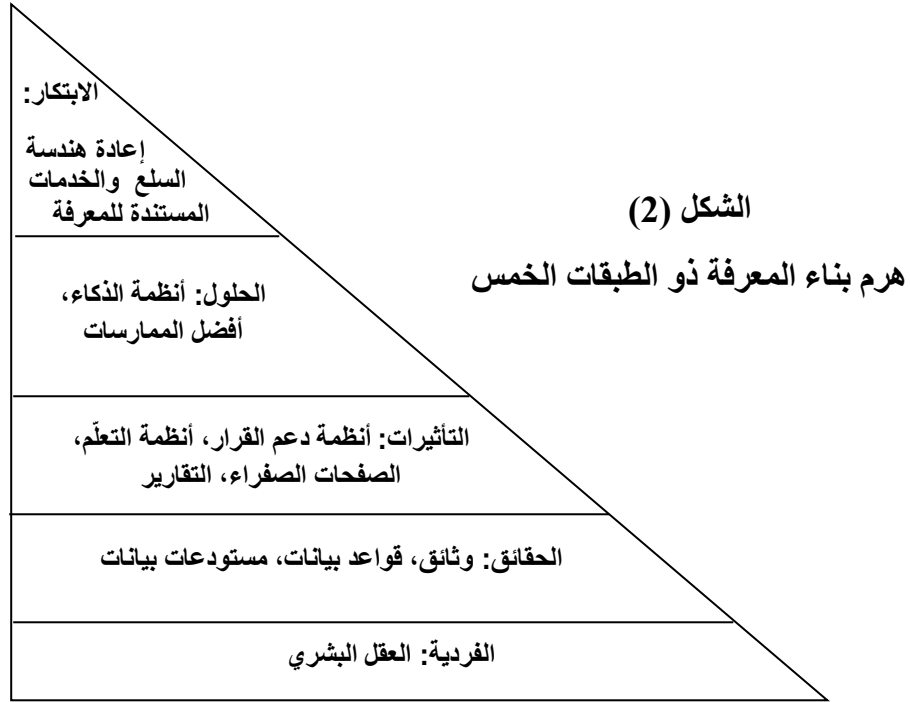 الابتكار:
إعادة هندسة
السلع والخدمات
المستندة للمعرفة
الشكل (2)
هرم بناء المعرفة ذو الطبقات الخمس
الحلول: أنظمة الذكاء،
أفضل الممارسات
التأثيرات: أنظمة دعم القرار، أنظمة التعلّم،
الصفحات الصفراء، التقارير
الحقائق: وثائق، قواعد بيانات، مستودعات بيانات
الفردية: العقل البشري